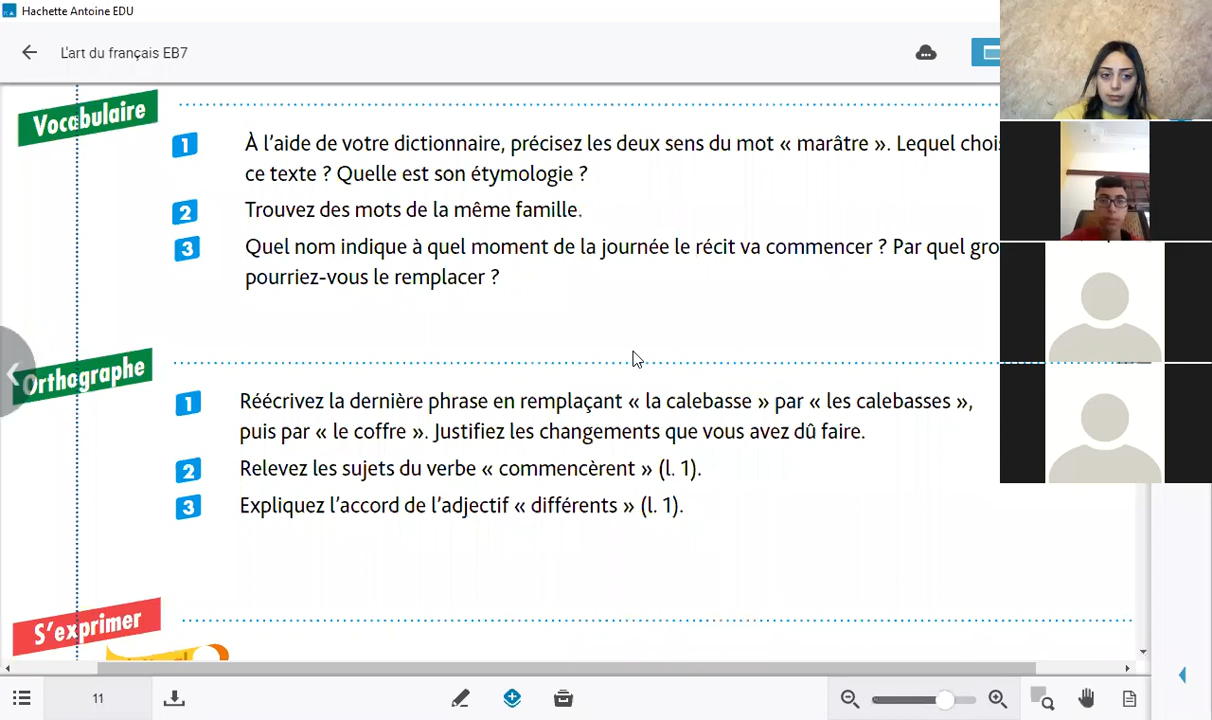 Hachette Antoine EDU
L'art du français EB7
Vocabulaire
1 À l'aide de votre dictionnaire, précisez les deux sens du mot « marâtre ». Lequel
ce texte ? Quelle est son étymologie ?
2 Trouvez des mots de la même famille.
3 Quel nom indique à quel moment de la journée le récit va commencer ? Par quel
pourriez-vous le remplacer ?
Orthographe
1 Réécrivez la dernière phrase en remplaçant « la calebasse » par « les calebasses »,
puis par « le coffre ». Justifiez les changements que vous avez dû faire.
2 Relevez les sujets du verbe « commencèrent » (l. 1).
3 Expliquez l'accord de l'adjectif « différents » (l. 1).
S'exprimer
11